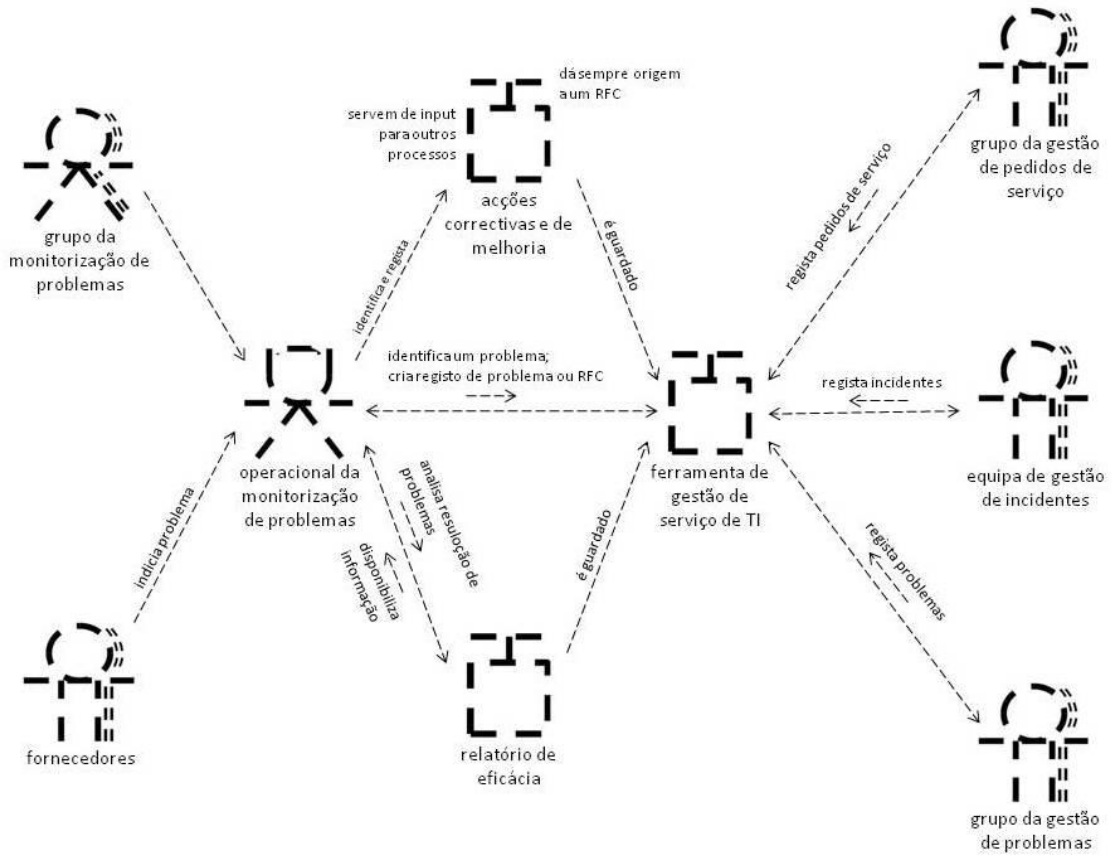 dá sempre origem
a um RFC
servem de input
para outros
processos
acções
correctivas e de
melhoria
grupo da gestão
de pedidos de
serviço
grupo da
monitorização de
problemas
identifica e regista
é guardado
regista pedidos de serviço
identifica um problema;
cria registo de problema ou RFC
regista incidentes
operacional da
monitorização
de problemas
ferramenta de
gestão de
serviço de TI
equipa de gestão
de incidentes
indicia problema
analisa resuloção de
problemas
disponibiliza
informação
é guardado
regista problemas
fornecedores
relatório de
eficácia
grupo da gestão
de problemas